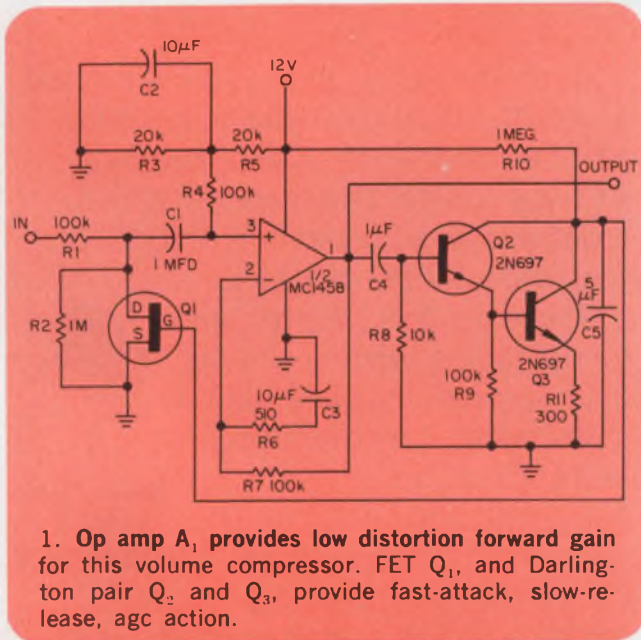 10µF
C2
12V
20k
R3
20k
R5
1 MEG.
R10
OUTPUT
R4
100k
IN
100k
R1
C1
1 MFD
3
+
2
−
1
1/2
MC1458
1µF
C4
Q2
2N697
R2
1M
D
S
G
Q1
R8
10k
.5
µF
C5
10µF
C3
510
R6
R7 100k
100k
R9
2N697
Q3
R11
300
1. Op amp A₁ provides low distortion forward gain
for this volume compressor. FET Q₁, and Darling-
ton pair Q₂ and Q₃, provide fast-attack, slow-re-
lease, agc action.